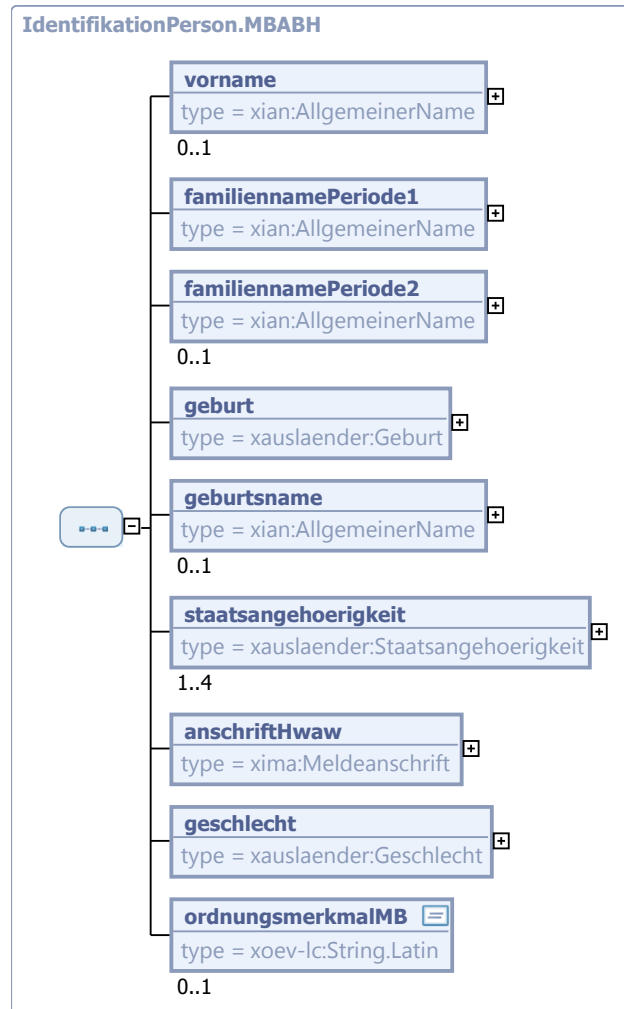 IdentifikationPerson.MBABH
vorname
type = xian:AllgemeinerName
0..1
familiennamePeriode1
type = xian:AllgemeinerName
familiennamePeriode2
type = xian:AllgemeinerName
0..1
geburt
type = xauslaender:Geburt
geburtsname
type = xian:AllgemeinerName
0..1
staatsangehoerigkeit
type = xauslaender:Staatsangehoerigkeit
1..4
anschriftHwaw
type = xima:Meldeanschrift
geschlecht
type = xauslaender:Geschlecht
ordnungsmerkmalMB
type = xoev-lc:String.Latin
0..1